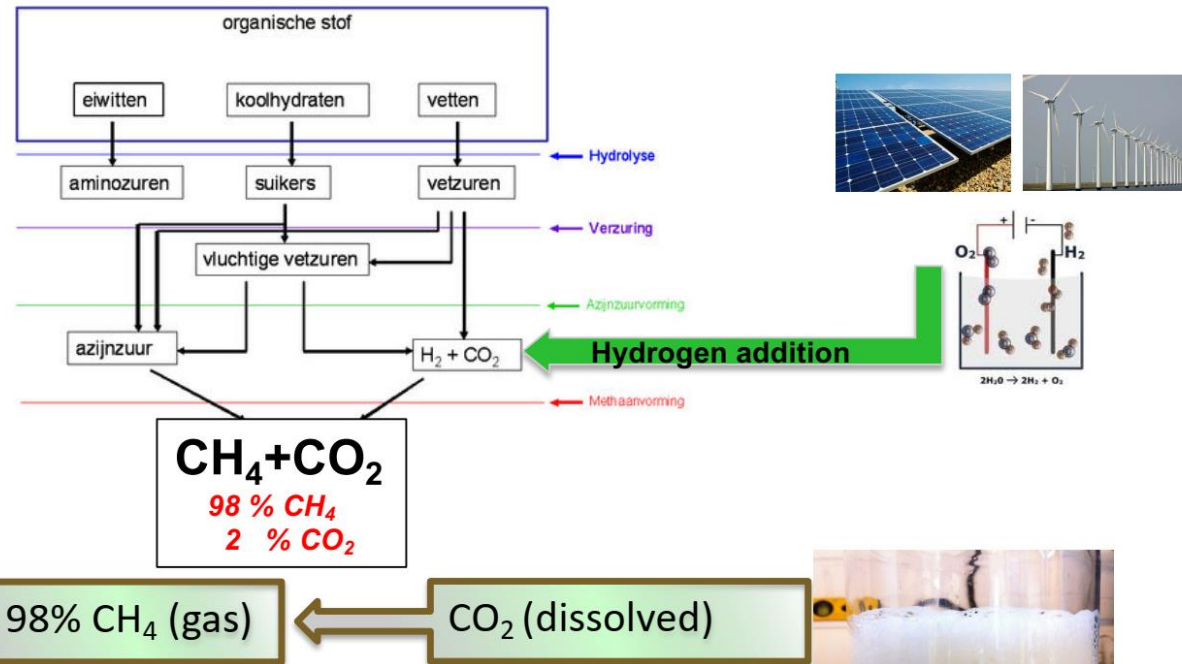 organische stof
eiwitten koolhydraten vetten
Hydrolyse
aminozuren suikers vetzuren
Verzuring
vluchtige vetzuren
+ -
O₂ H₂
Azijnzuurvorming
azijnzuur H₂ + CO₂
Hydrogen addition
2H₂0 → 2H₂ + O₂
Methaanvorming
CH₄+CO₂
98 % CH₄
2 % CO₂
98% CH₄ (gas) CO₂ (dissolved)